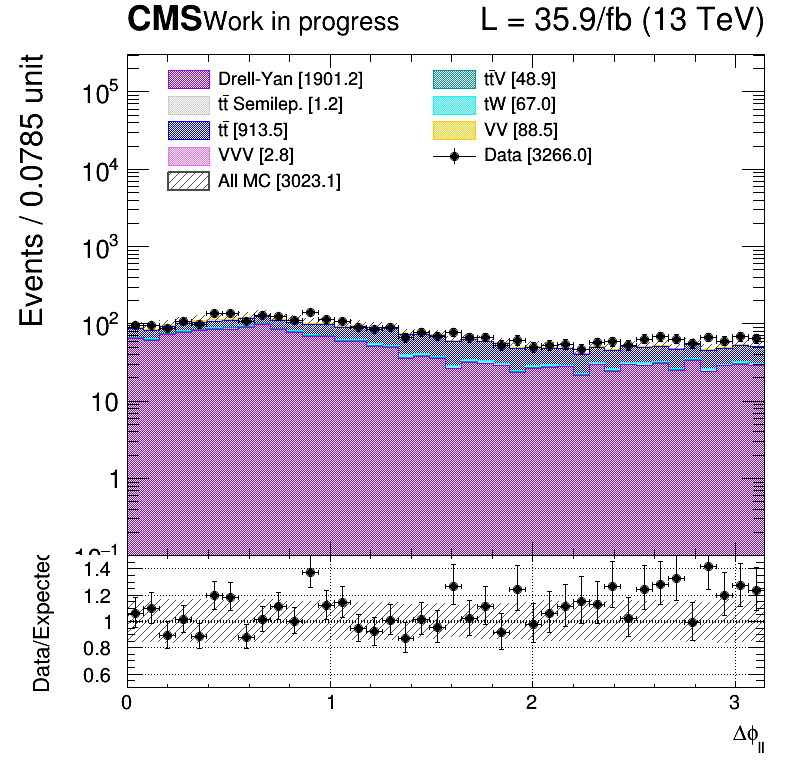 CMS Work in progress L = 35.9/fb (13 TeV)
Events / 0.0785 unit
Drell-Yan [1901.2]
tt̄ Semilep. [1.2]
tt̄ [913.5]
VVV [2.8]
All MC [3023.1]
tt̄V [48.9]
tW [67.0]
VV [88.5]
Data [3266.0]
10⁵
10⁴
10³
10²
10
1
10⁻¹
Data/Expected
1.4
1.2
1
0.8
0.6
0 1 2 3
Δϕ_ll